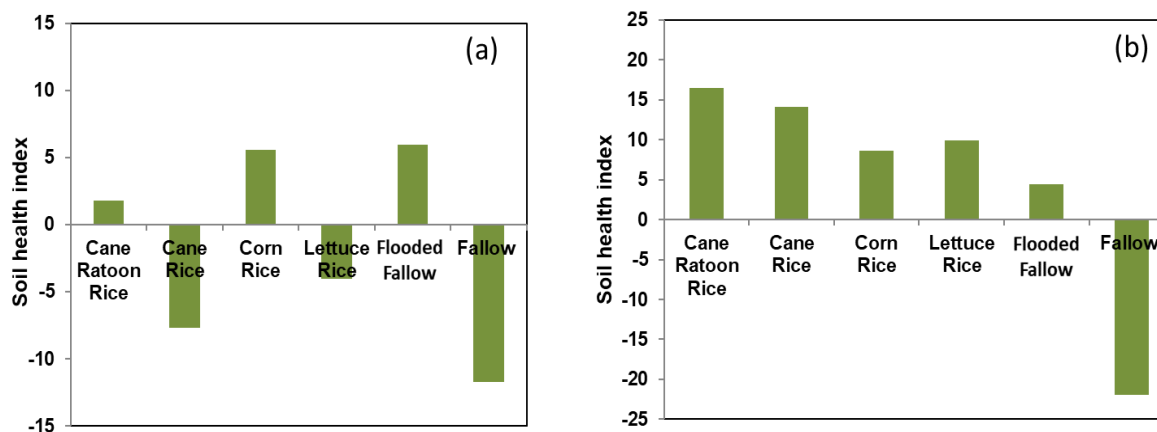 (a)
Soil health index
15
10
5
0
-5
-10
-15
Cane
Ratoon
Rice
Cane
Rice
Corn
Rice
Lettuce
Rice
Flooded
Fallow
Fallow
(b)
Soil health index
25
20
15
10
5
0
-5
-10
-15
-20
-25
Cane
Ratoon
Rice
Cane
Rice
Corn
Rice
Lettuce
Rice
Flooded
Fallow
Fallow